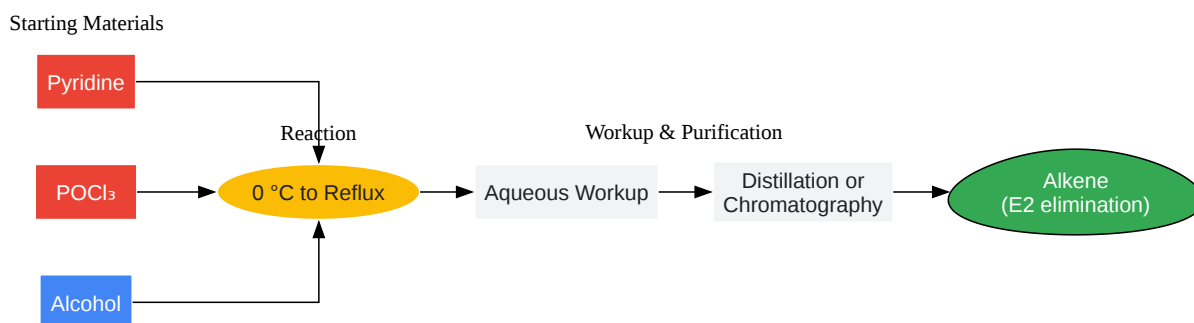 Starting Materials
Pyridine
Reaction
Workup & Purification
POCl₃
0 °C to Reflux
Aqueous Workup
Distillation or
Chromatography
Alkene
(E2 elimination)
Alcohol